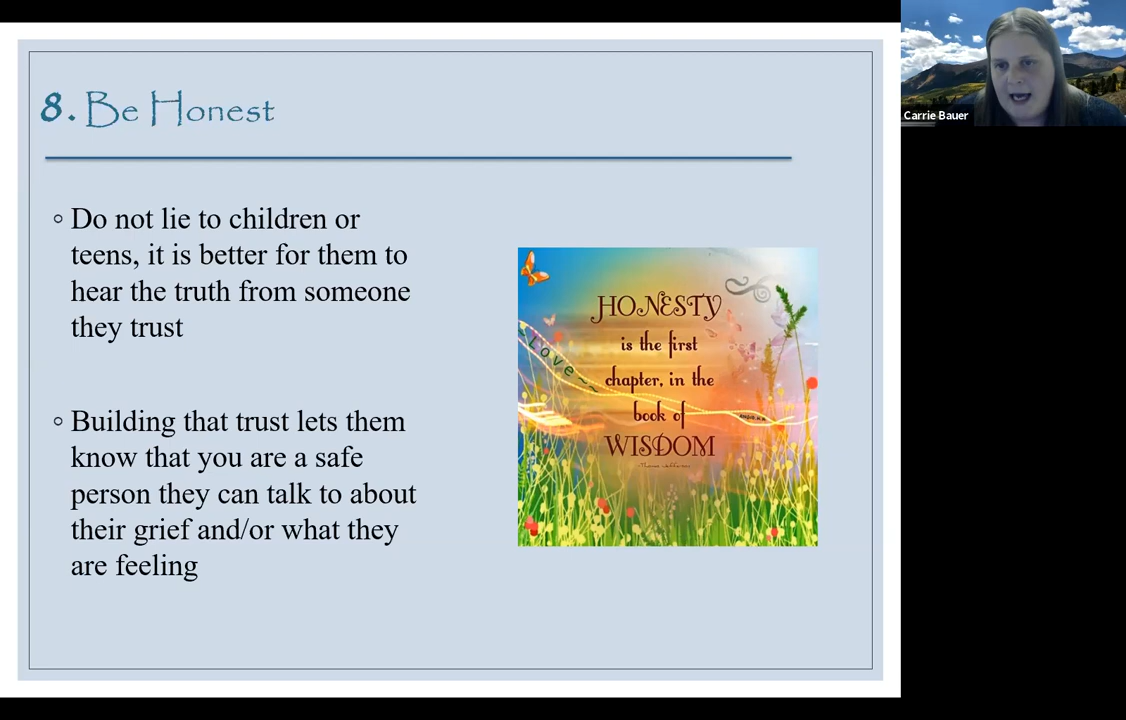 8. Be Honest
◦ Do not lie to children or
teens, it is better for them to
hear the truth from someone
they trust
◦ Building that trust lets them
know that you are a safe
person they can talk to about
their grief and/or what they
are feeling
HONESTY
is the first
chapter, in the
book of
WISDOM
~Thomas Jefferson
Love~~
Carrie Bauer